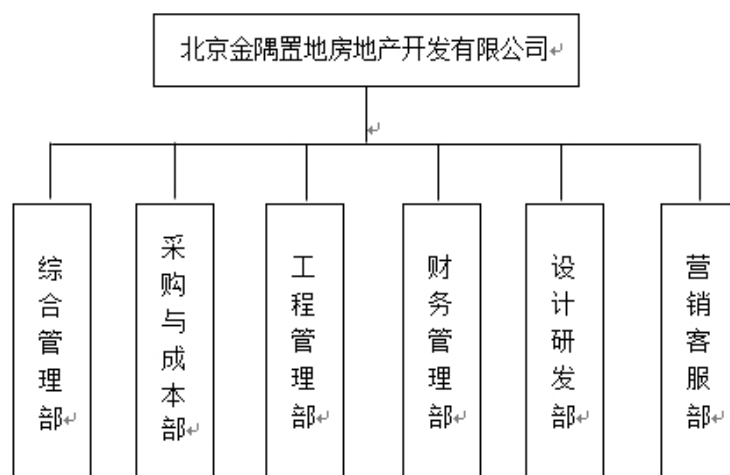 北京金隅置地房地产开发有限公司
综合管理部
采购与成本部
工程管理部
财务管理部
设计研发部
营销客服部